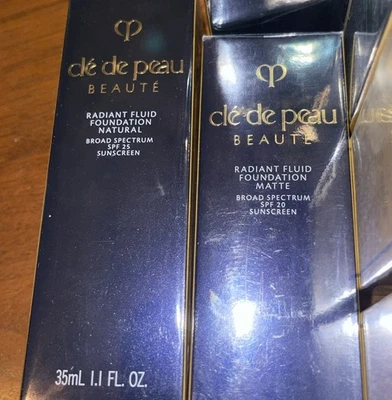 clé de peau
BEAUTÉ
RADIANT FLUID
FOUNDATION
NATURAL
BROAD SPECTRUM
SPF 25
SUNSCREEN
35mL 1.1 FL. OZ.
clé de peau
BEAUTÉ
RADIANT FLUID
FOUNDATION
MATTE
BROAD SPECTRUM
SPF 20
SUNSCREEN